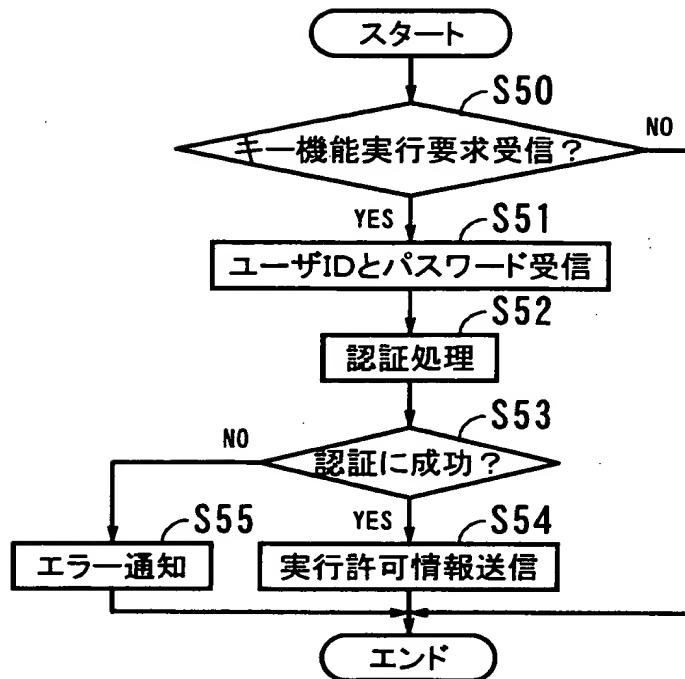 スタート
S50
キー機能実行要求受信?
NO
YES
S51
ユーザIDとパスワード受信
S52
認証処理
S53
認証に成功?
NO
YES
S55
S54
エラー通知
実行許可情報送信
エンド